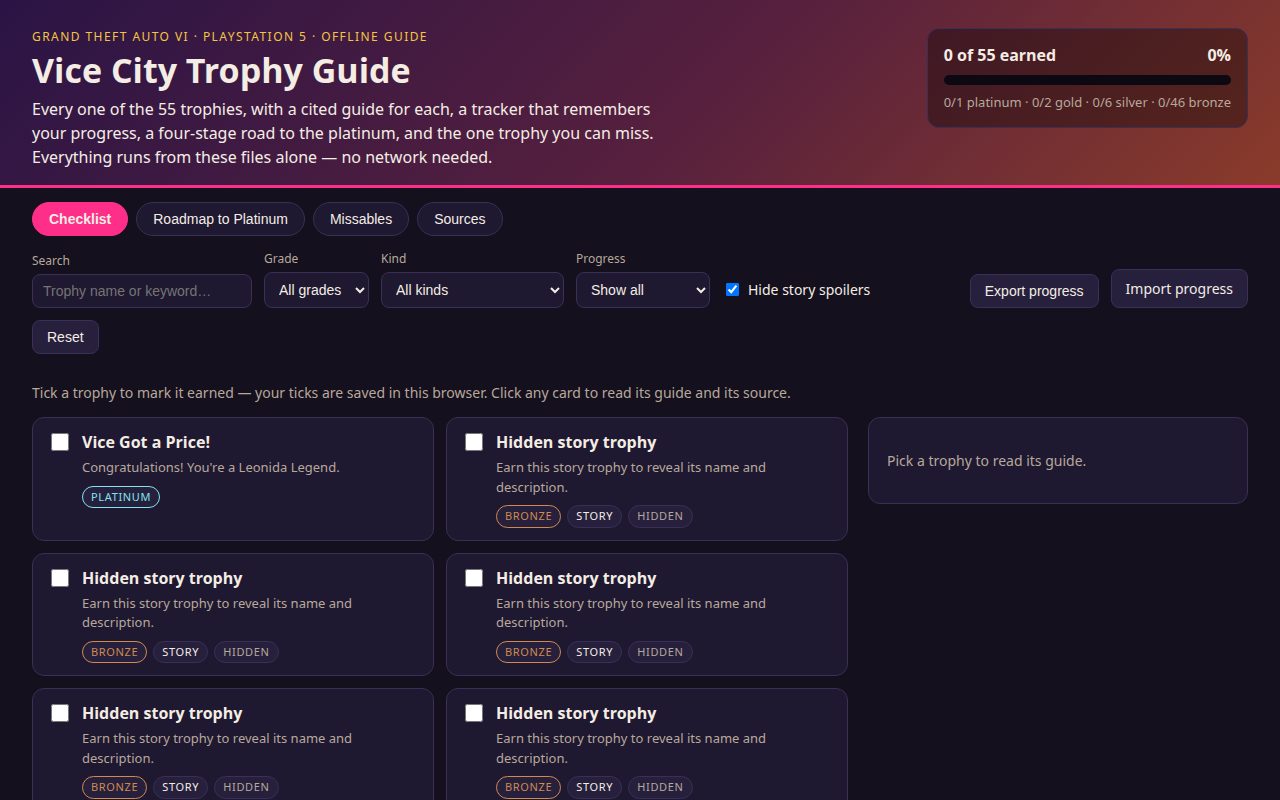 GRAND THEFT AUTO VI · PLAYSTATION 5 · OFFLINE GUIDE
Vice City Trophy Guide
Every one of the 55 trophies, with a cited guide for each, a tracker that remembers
your progress, a four-stage road to the platinum, and the one trophy you can miss.
Everything runs from these files alone — no network needed.
0 of 55 earned 0%
0/1 platinum · 0/2 gold · 0/6 silver · 0/46 bronze
Checklist Roadmap to Platinum Missables Sources
Search Grade Kind Progress
Trophy name or keyword… All grades All kinds Show all Hide story spoilers Export progress Import progress
Reset
Tick a trophy to mark it earned — your ticks are saved in this browser. Click any card to read its guide and its source.
Vice Got a Price!
Congratulations! You're a Leonida Legend.
PLATINUM
Hidden story trophy
Earn this story trophy to reveal its name and
description.
BRONZE STORY HIDDEN
Pick a trophy to read its guide.
Hidden story trophy
Earn this story trophy to reveal its name and
description.
BRONZE STORY HIDDEN
Hidden story trophy
Earn this story trophy to reveal its name and
description.
BRONZE STORY HIDDEN
Hidden story trophy
Earn this story trophy to reveal its name and
description.
BRONZE STORY HIDDEN
Hidden story trophy
Earn this story trophy to reveal its name and
description.
BRONZE STORY HIDDEN